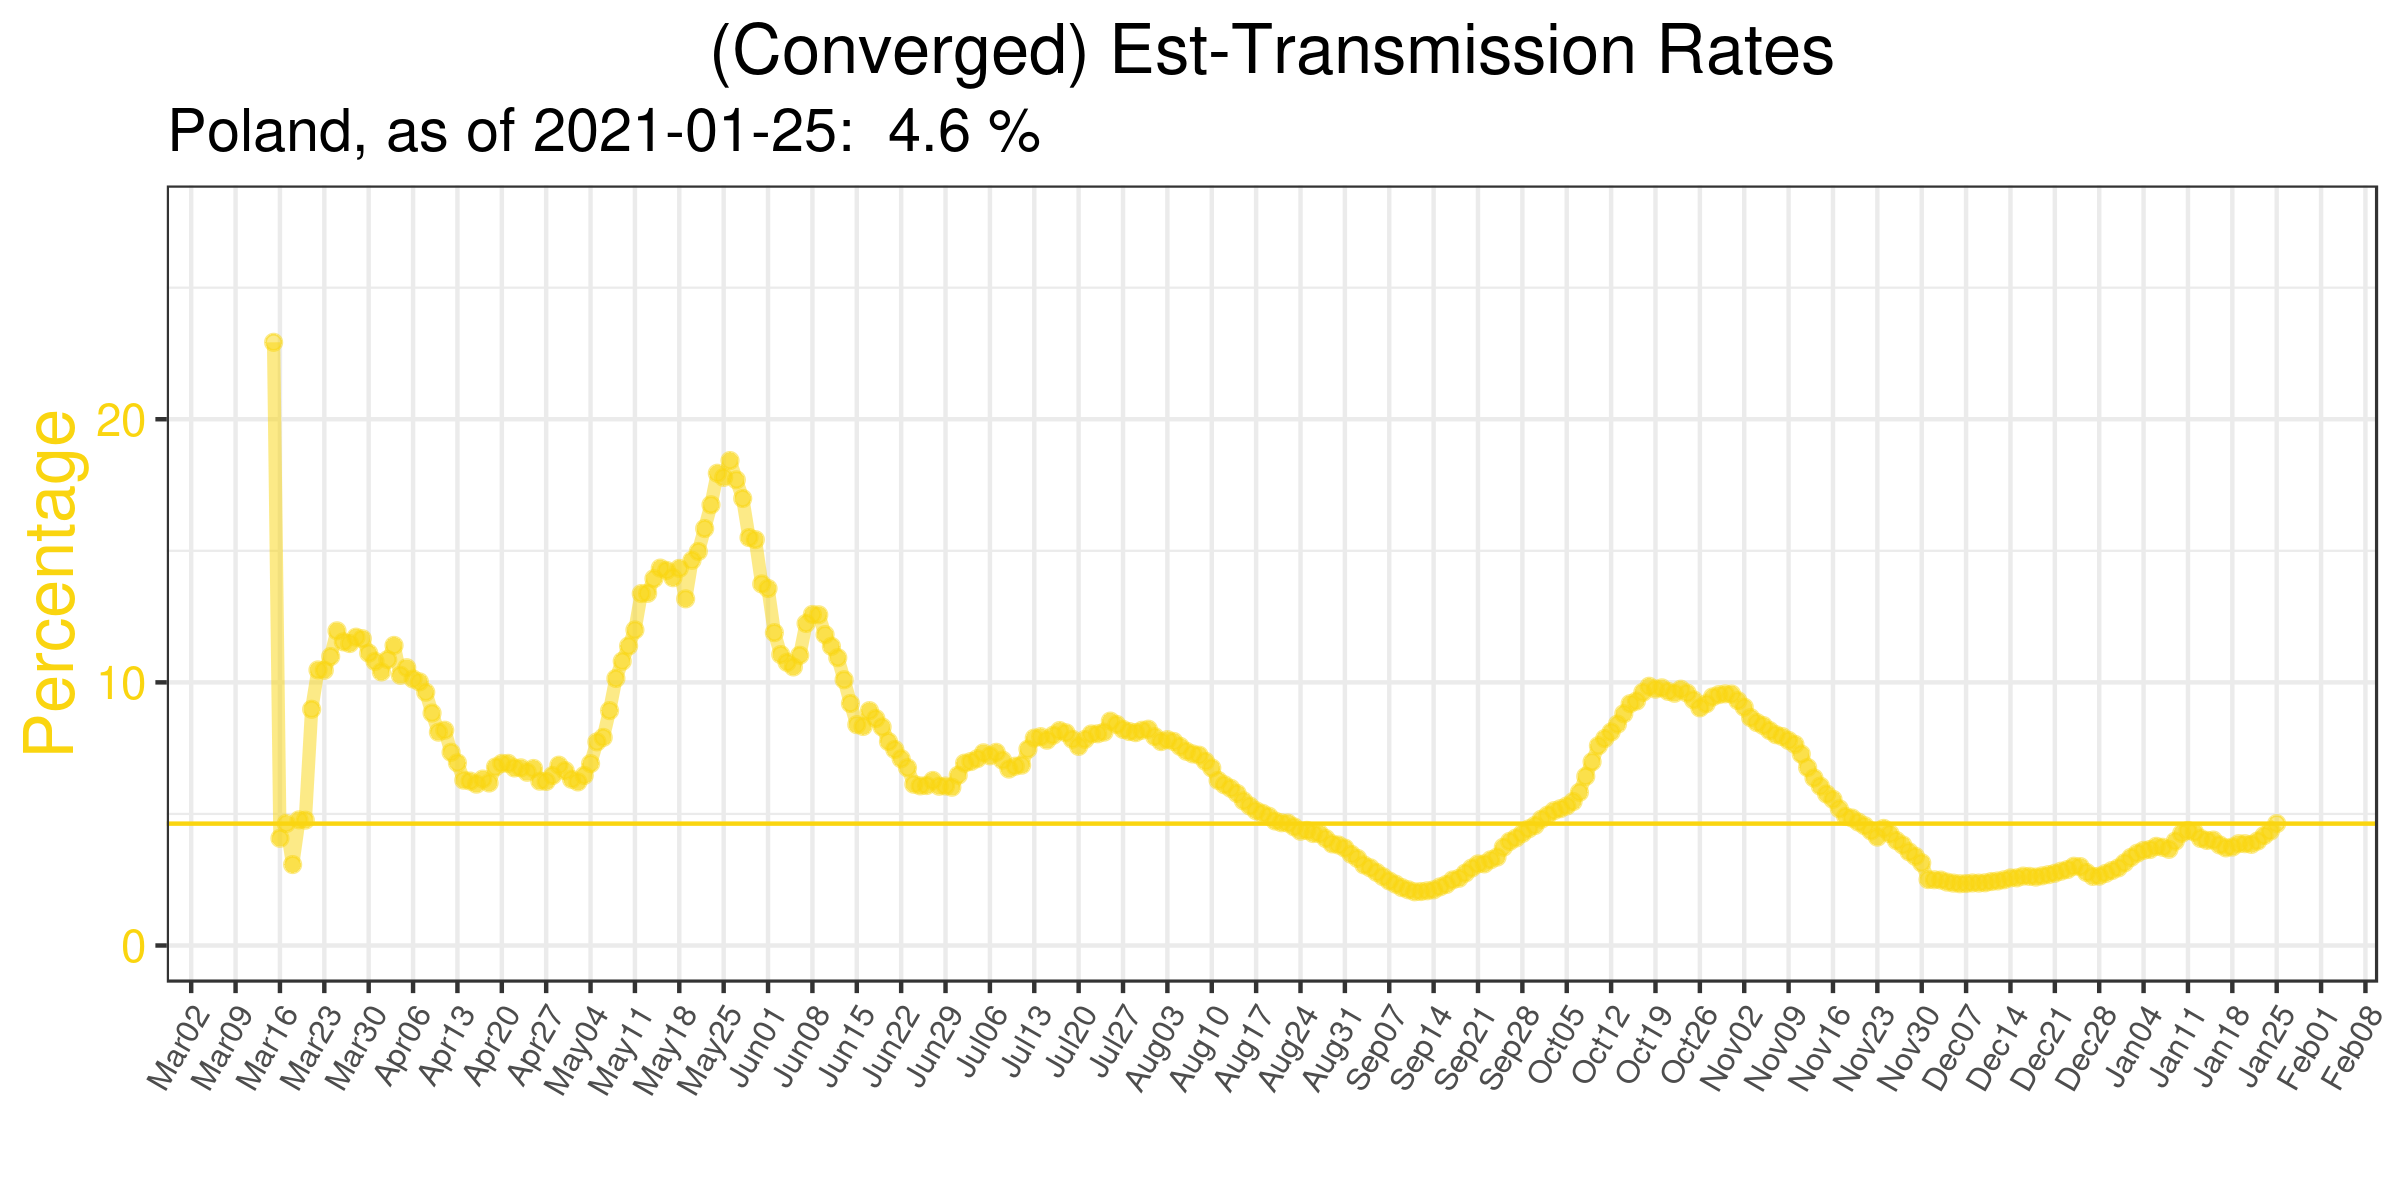 (Converged) Est-Transmission Rates
Poland, as of 2021-01-25:  4.6 %
Percentage
20
10
0
Mar02 Mar09 Mar16 Mar23 Mar30 Apr06 Apr13 Apr20 Apr27 May04 May11 May18 May25 Jun01 Jun08 Jun15 Jun22 Jun29 Jul06 Jul13 Jul20 Jul27 Aug03 Aug10 Aug17 Aug24 Aug31 Sep07 Sep14 Sep21 Sep28 Oct05 Oct12 Oct19 Oct26 Nov02 Nov09 Nov16 Nov23 Nov30 Dec07 Dec14 Dec21 Dec28 Jan04 Jan11 Jan18 Jan25 Feb01 Feb08